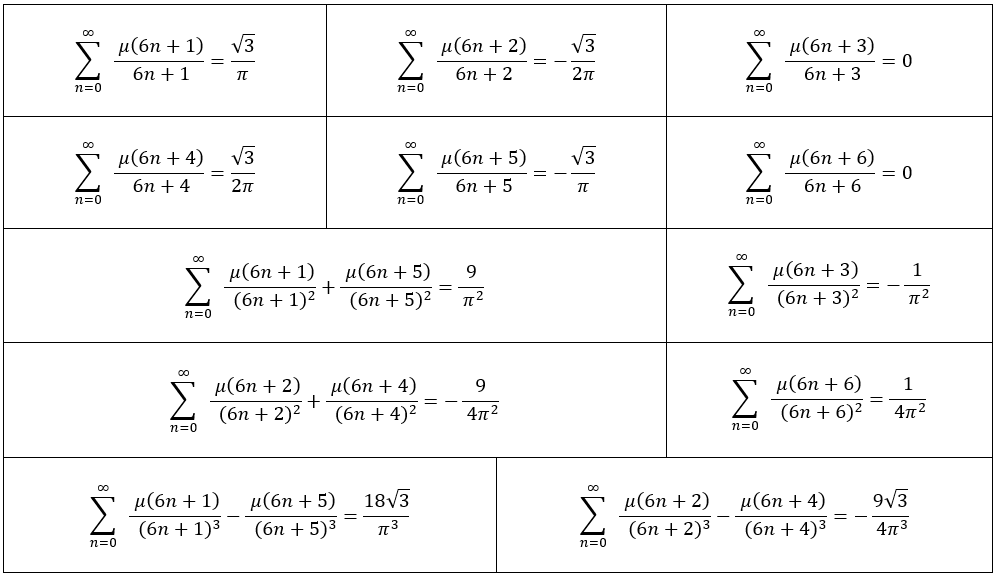 $\sum_{n=0}^{\infty} \frac{\mu(6n+1)}{6n+1} = \frac{\sqrt{3}}{\pi}$
$\sum_{n=0}^{\infty} \frac{\mu(6n+2)}{6n+2} = -\frac{\sqrt{3}}{2\pi}$
$\sum_{n=0}^{\infty} \frac{\mu(6n+3)}{6n+3} = 0$
$\sum_{n=0}^{\infty} \frac{\mu(6n+4)}{6n+4} = \frac{\sqrt{3}}{2\pi}$
$\sum_{n=0}^{\infty} \frac{\mu(6n+5)}{6n+5} = -\frac{\sqrt{3}}{\pi}$
$\sum_{n=0}^{\infty} \frac{\mu(6n+6)}{6n+6} = 0$
$\sum_{n=0}^{\infty} \frac{\mu(6n+1)}{(6n+1)^2} + \frac{\mu(6n+5)}{(6n+5)^2} = \frac{9}{\pi^2}$
$\sum_{n=0}^{\infty} \frac{\mu(6n+3)}{(6n+3)^2} = -\frac{1}{\pi^2}$
$\sum_{n=0}^{\infty} \frac{\mu(6n+2)}{(6n+2)^2} + \frac{\mu(6n+4)}{(6n+4)^2} = -\frac{9}{4\pi^2}$
$\sum_{n=0}^{\infty} \frac{\mu(6n+6)}{(6n+6)^2} = \frac{1}{4\pi^2}$
$\sum_{n=0}^{\infty} \frac{\mu(6n+1)}{(6n+1)^3} - \frac{\mu(6n+5)}{(6n+5)^3} = \frac{18\sqrt{3}}{\pi^3}$
$\sum_{n=0}^{\infty} \frac{\mu(6n+2)}{(6n+2)^3} - \frac{\mu(6n+4)}{(6n+4)^3} = -\frac{9\sqrt{3}}{4\pi^3}$